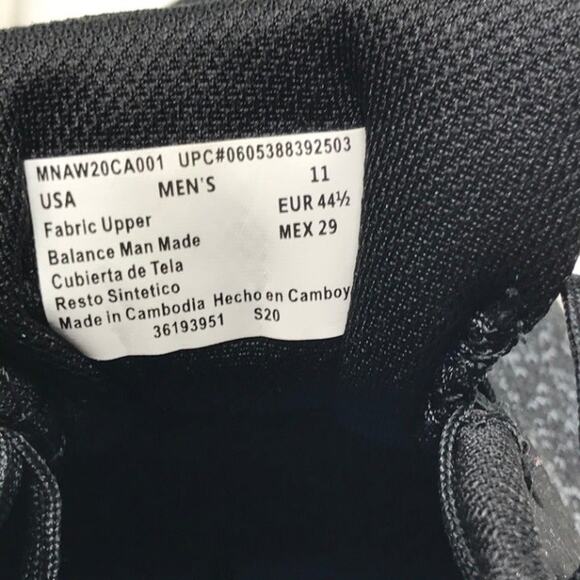 MNAW20CA001 UPC#0605388392503
USA MEN'S 11
Fabric Upper EUR 44½
Balance Man Made MEX 29
Cubierta de Tela
Resto Sintetico
Made in Cambodia Hecho en Camboy
36193951 S20